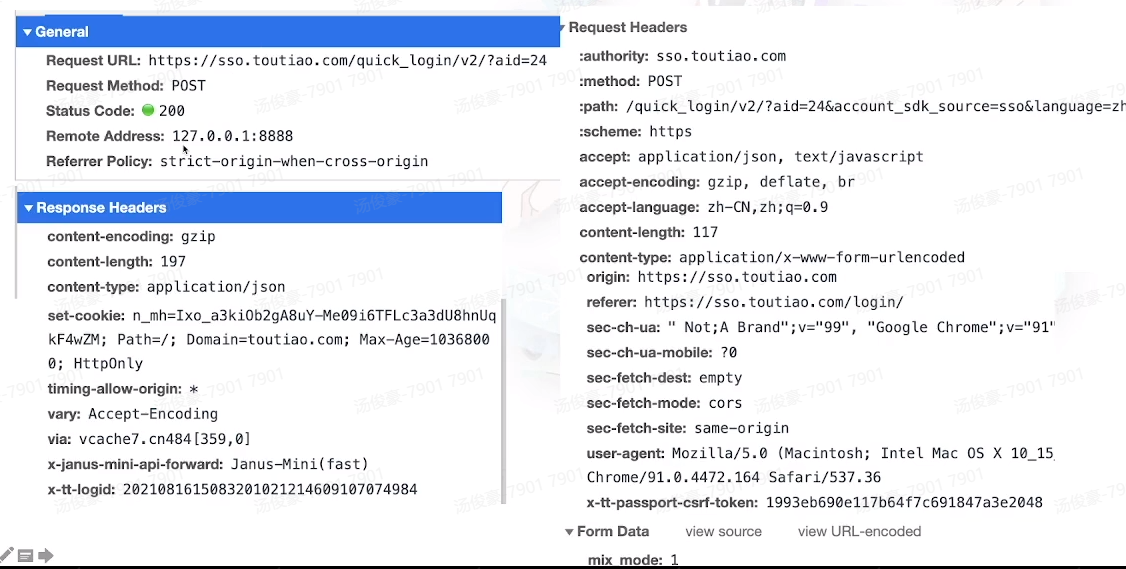 General
Request URL: https://sso.toutiao.com/quick_login/v2/?aid=24
Request Method: POST
Status Code: 200
Remote Address: 127.0.0.1:8888
Referrer Policy: strict-origin-when-cross-origin
Response Headers
content-encoding: gzip
content-length: 197
content-type: application/json
set-cookie: n_mh=Ixo_a3kiOb2gA8uY-Me09i6TFLc3a3dU8hnUq
kF4wZM; Path=/; Domain=toutiao.com; Max-Age=1036800
0; HttpOnly
timing-allow-origin: *
vary: Accept-Encoding
via: vcache7.cn484[359,0]
x-janus-mini-api-forward: Janus-Mini(fast)
x-tt-logid: 202108161508320102121460910707498​4
Request Headers
:authority: sso.toutiao.com
:method: POST
:path: /quick_login/v2/?aid=24&account_sdk_source=sso&language=zh
:scheme: https
accept: application/json, text/javascript
accept-encoding: gzip, deflate, br
accept-language: zh-CN,zh;q=0.9
content-length: 117
content-type: application/x-www-form-urlencoded
origin: https://sso.toutiao.com
referer: https://sso.toutiao.com/login/
sec-ch-ua: " Not;A Brand";v="99", "Google Chrome";v="91"
sec-ch-ua-mobile: ?0
sec-fetch-dest: empty
sec-fetch-mode: cors
sec-fetch-site: same-origin
user-agent: Mozilla/5.0 (Macintosh; Intel Mac OS X 10_15
Chrome/91.0.4472.164 Safari/537.36
x-tt-passport-csrf-token: 1993eb690e117b64f7c691847a3e2048
Form Data view source view URL-encoded
mix_mode: 1
汤俊豪-7901 7901